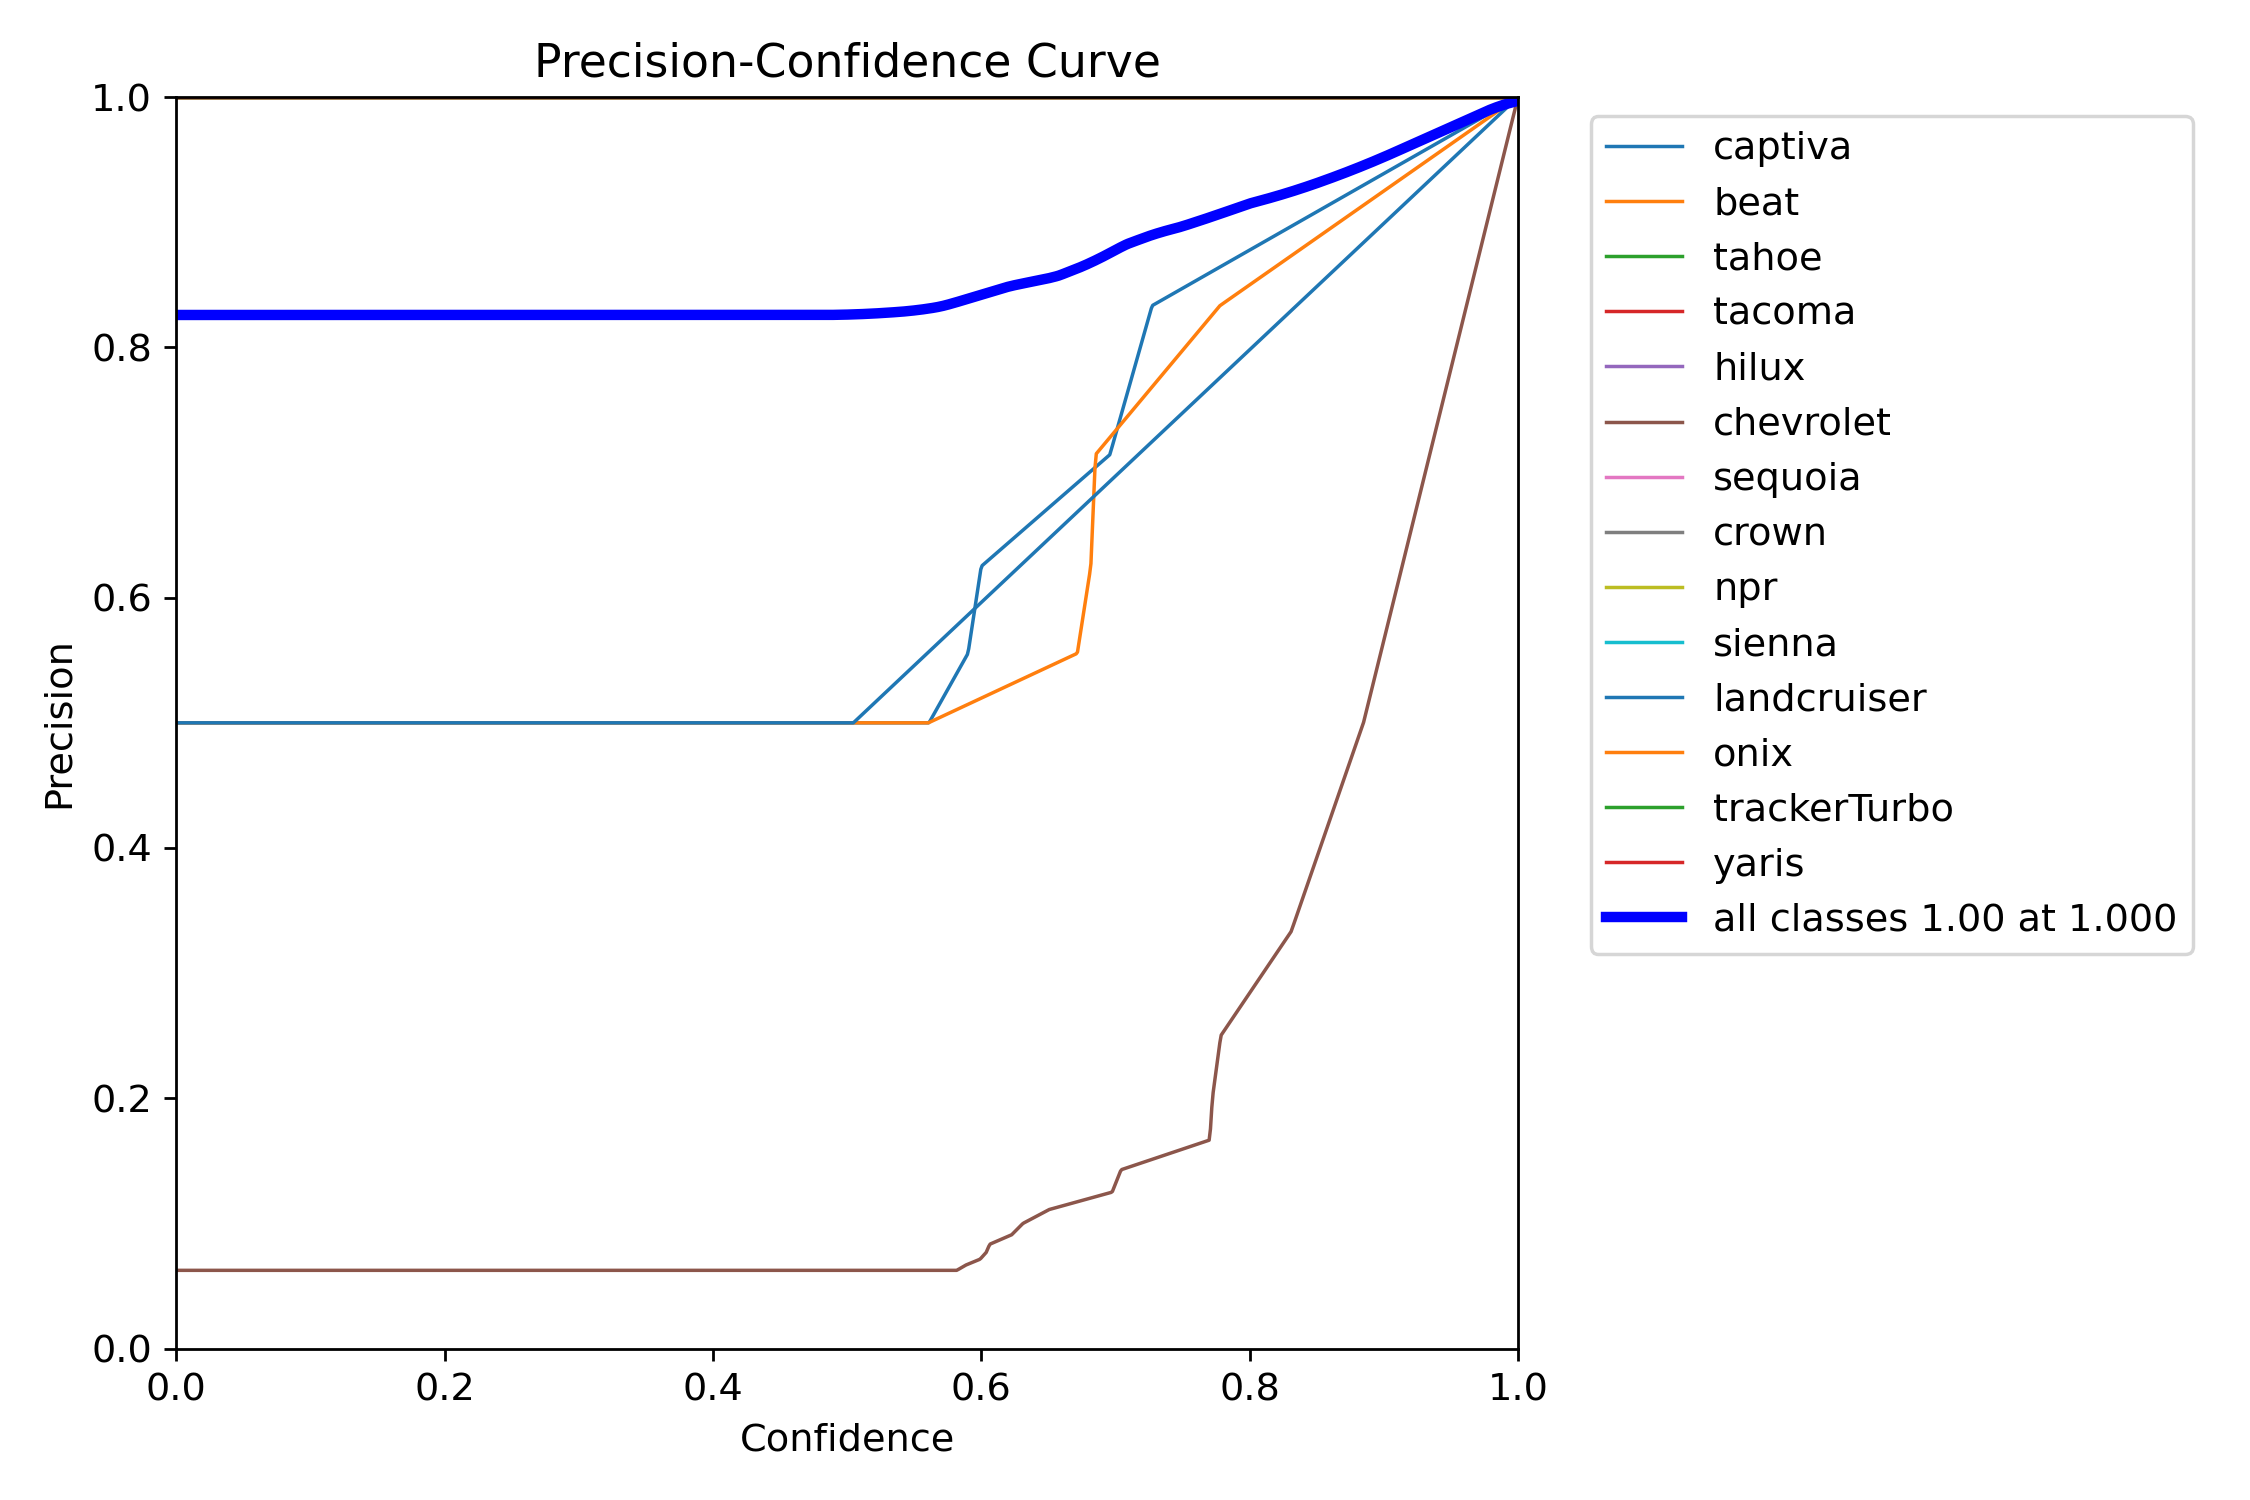 Precision-Confidence Curve
1.0
0.8
0.6
0.4
0.2
0.0
Precision
0.0 0.2 0.4 0.6 0.8 1.0
Confidence
captiva
beat
tahoe
tacoma
hilux
chevrolet
sequoia
crown
npr
sienna
landcruiser
onix
trackerTurbo
yaris
all classes 1.00 at 1.000